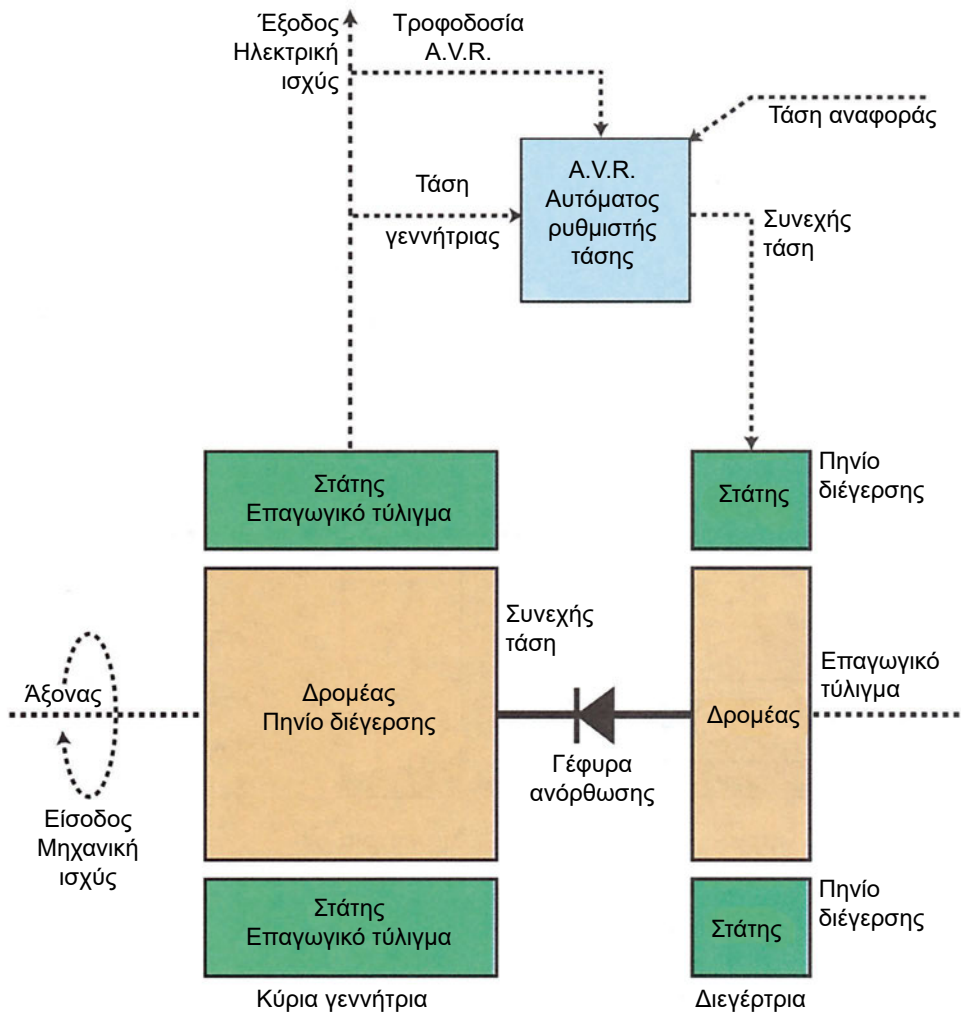 Έξοδος
Ηλεκτρική
ισχύς
Τροφοδοσία
A.V.R.
Τάση αναφοράς
Τάση
γεννήτριας
A.V.R.
Αυτόματος
ρυθμιστής
τάσης
Συνεχής
τάση
Στάτης
Επαγωγικό τύλιγμα
Στάτης
Πηνίο
διέγερσης
Συνεχής
τάση
Άξονας
Δρομέας
Πηνίο διέγερσης
Δρομέας
Επαγωγικό
τύλιγμα
Γέφυρα
ανόρθωσης
Είσοδος
Μηχανική
ισχύς
Στάτης
Επαγωγικό τύλιγμα
Στάτης
Πηνίο
διέγερσης
Κύρια γεννήτρια
Διεγέρτρια